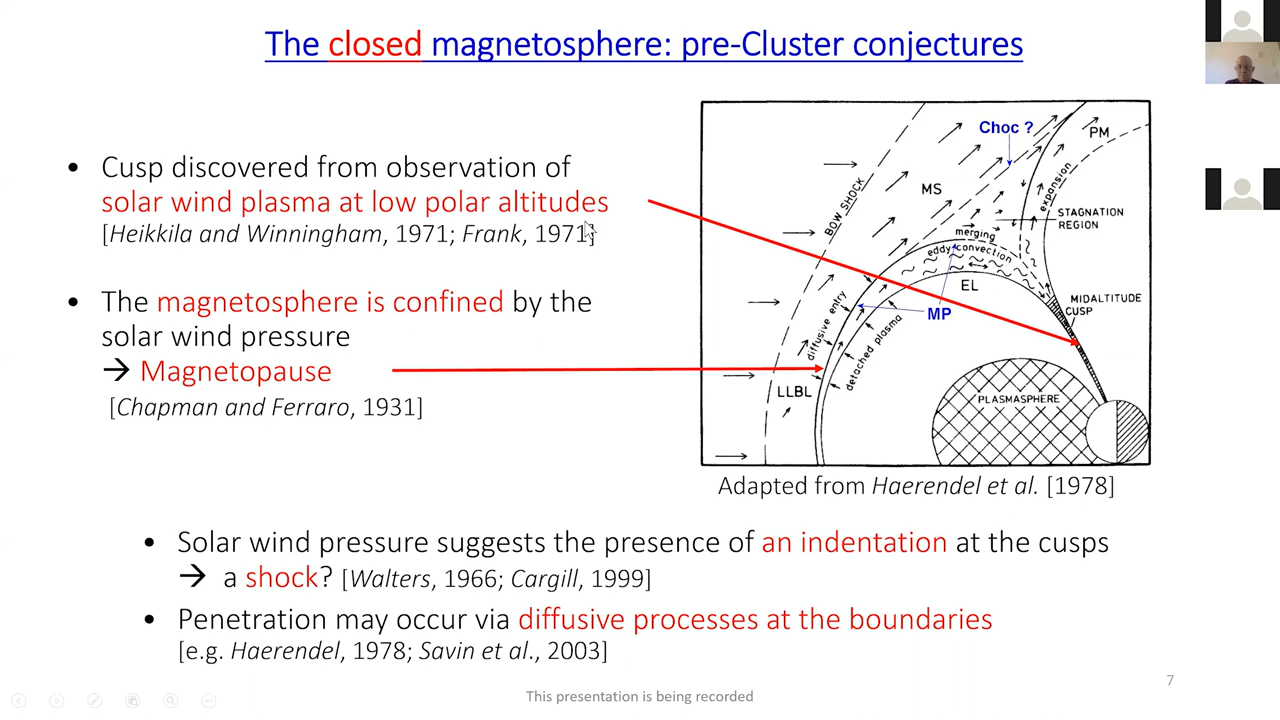 The closed magnetosphere: pre-Cluster conjectures
• Cusp discovered from observation of
solar wind plasma at low polar altitudes
[Heikkila and Winningham, 1971; Frank, 1971]
• The magnetosphere is confined by the
solar wind pressure
→ Magnetopause
[Chapman and Ferraro, 1931]
Choc ?
PM
BOW SHOCK
MS
expansion
STAGNATION
REGION
merging
eddy convection
EL
MP
MIDALTITUDE
CUSP
diffusive entry
detached plasma
LLBL
PLASMASPHERE
Adapted from Haerendel et al. [1978]
• Solar wind pressure suggests the presence of an indentation at the cusps
→ a shock? [Walters, 1966; Cargill, 1999]
• Penetration may occur via diffusive processes at the boundaries
[e.g. Haerendel, 1978; Savin et al., 2003]
7
This presentation is being recorded